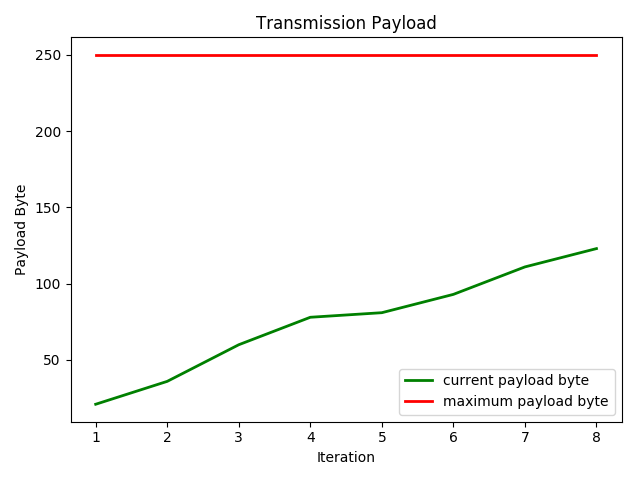 Transmission Payload
Payload Byte
250
200
150
100
50
current payload byte
maximum payload byte
1 2 3 4 5 6 7 8
Iteration